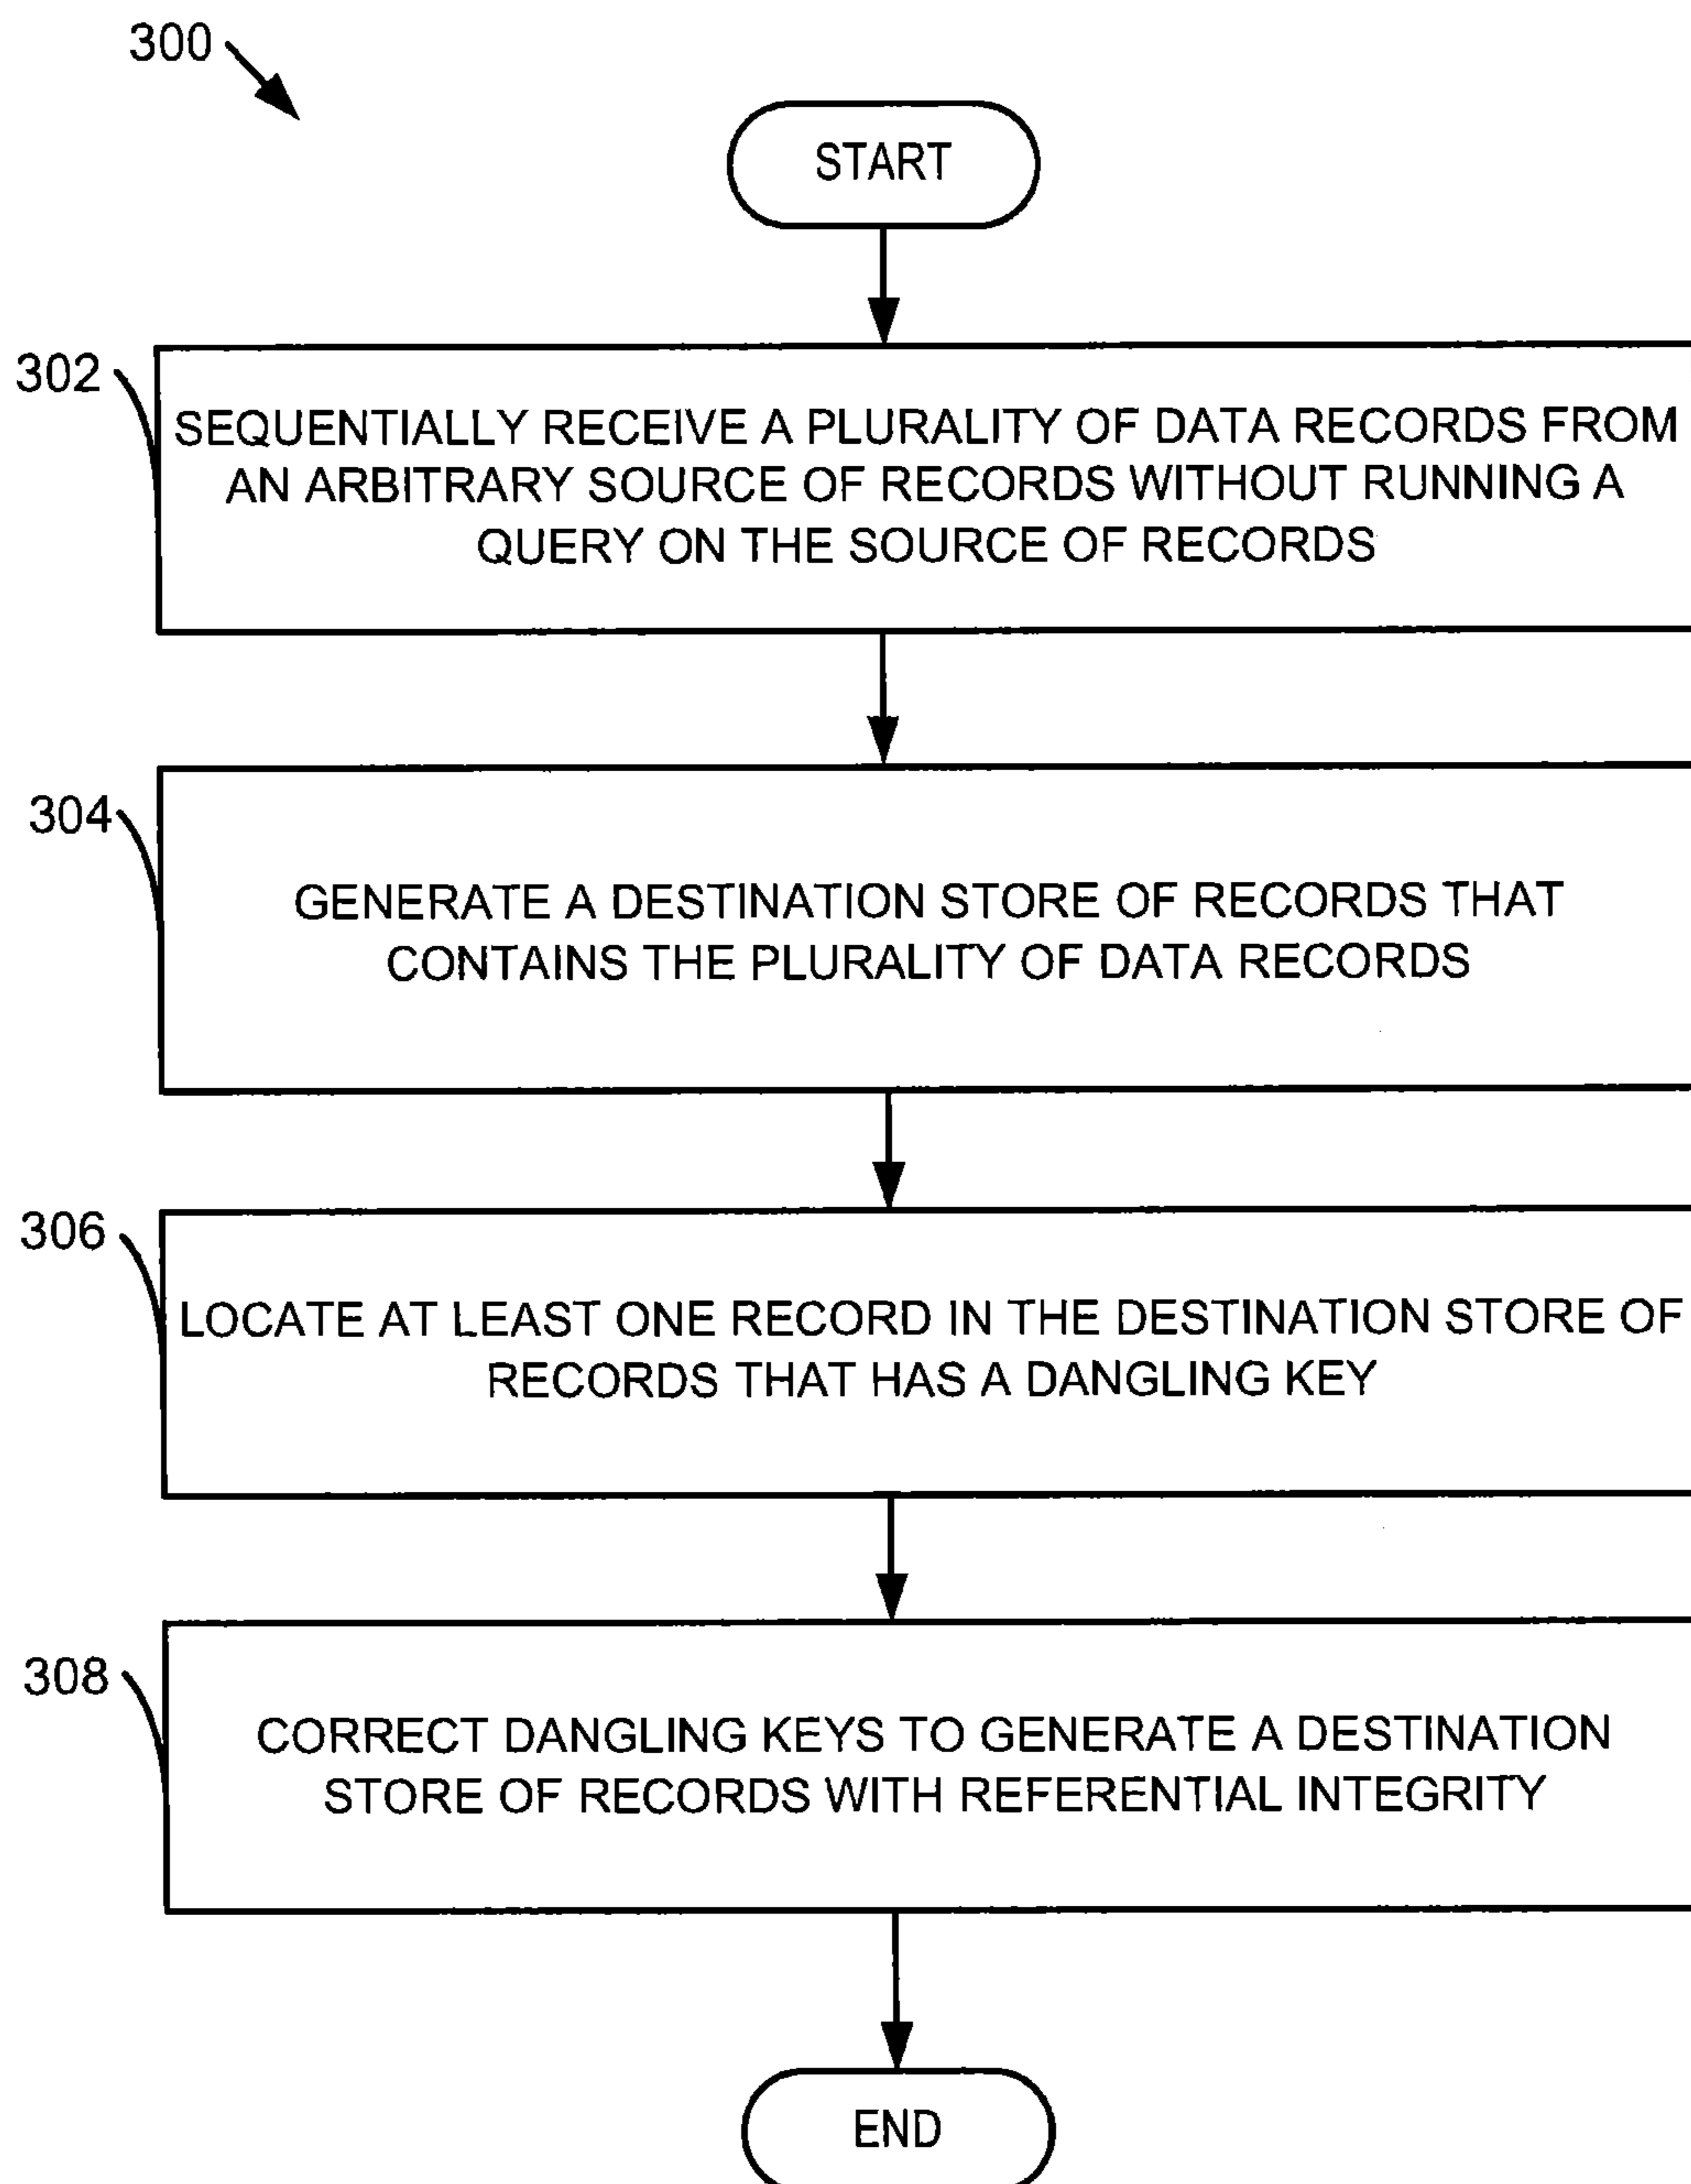 300
START
302
SEQUENTIALLY RECEIVE A PLURALITY OF DATA RECORDS FROM
AN ARBITRARY SOURCE OF RECORDS WITHOUT RUNNING A
QUERY ON THE SOURCE OF RECORDS
304
GENERATE A DESTINATION STORE OF RECORDS THAT
CONTAINS THE PLURALITY OF DATA RECORDS
306
LOCATE AT LEAST ONE RECORD IN THE DESTINATION STORE OF
RECORDS THAT HAS A DANGLING KEY
308
CORRECT DANGLING KEYS TO GENERATE A DESTINATION
STORE OF RECORDS WITH REFERENTIAL INTEGRITY
END